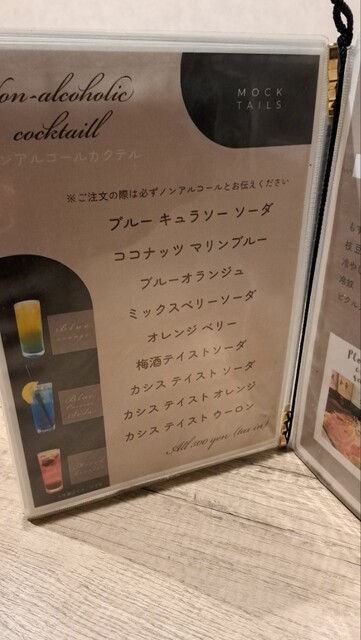 on-alcoholic
cocktaill
MOCK
TAILS
ンアルコールカクテル
※ご注文の際は必ずノンアルコールとお伝えください
ブルー キュラソー ソーダ
ココナッツ マリンブルー
ブルーオランジュ
ミックスベリーソーダ
オレンジ ベリー
梅酒テイストソーダ
カシス テイスト ソーダ
カシス テイスト オレンジ
カシス テイスト ウーロン
Blue
Blue